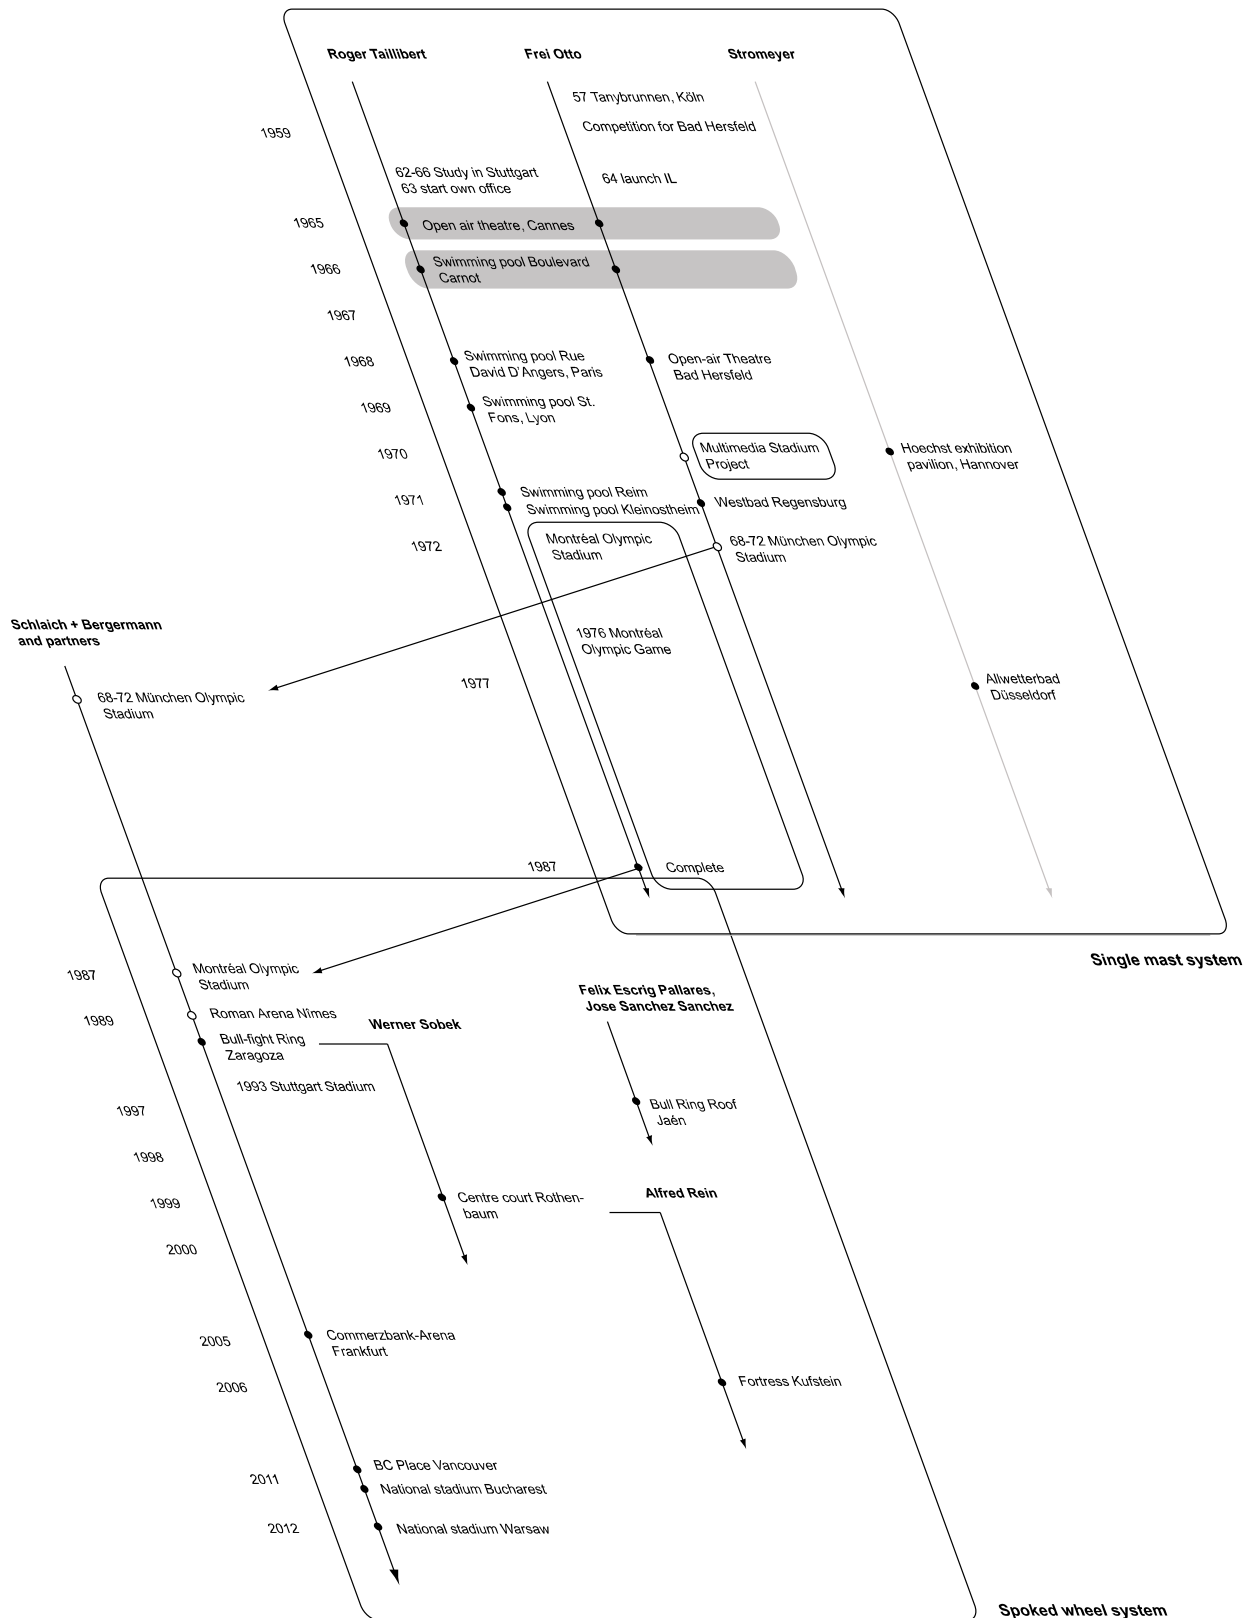 Roger Taillibert
Frei Otto
Stromeyer
57 Tanybrunnen, Köln
1959
Competition for Bad Hersfeld
62-66 Study in Stuttgart
63 start own office
64 launch IL
1965
Open air theatre, Cannes
1966
Swimming pool Boulevard
Carnot
1967
1968
Swimming pool Rue
David D'Angers, Paris
Open-air Theatre
Bad Hersfeld
1969
Swimming pool St.
Fons, Lyon
1970
Multimedia Stadium
Project
Hoechst exhibition
pavilion, Hannover
1971
Swimming pool Reim
Swimming pool Kleinostheim
Westbad Regensburg
1972
Montréal Olympic
Stadium
68-72 München Olympic
Stadium
Schlaich + Bergermann
and partners
1976 Montréal
Olympic Game
1977
68-72 München Olympic
Stadium
Allwetterbad
Düsseldorf
1987
Complete
Single mast system
1987
Montréal Olympic
Stadium
Felix Escrig Pallares,
Jose Sanchez Sanchez
1989
Roman Arena Nîmes
Werner Sobek
Bull-fight Ring
Zaragoza
1993 Stuttgart Stadium
1997
Bull Ring Roof
Jaén
1998
1999
Centre court Rothen-
baum
Alfred Rein
2000
2005
Commerzbank-Arena
Frankfurt
2006
Fortress Kufstein
2011
BC Place Vancouver
National stadium Bucharest
2012
National stadium Warsaw
Spoked wheel system